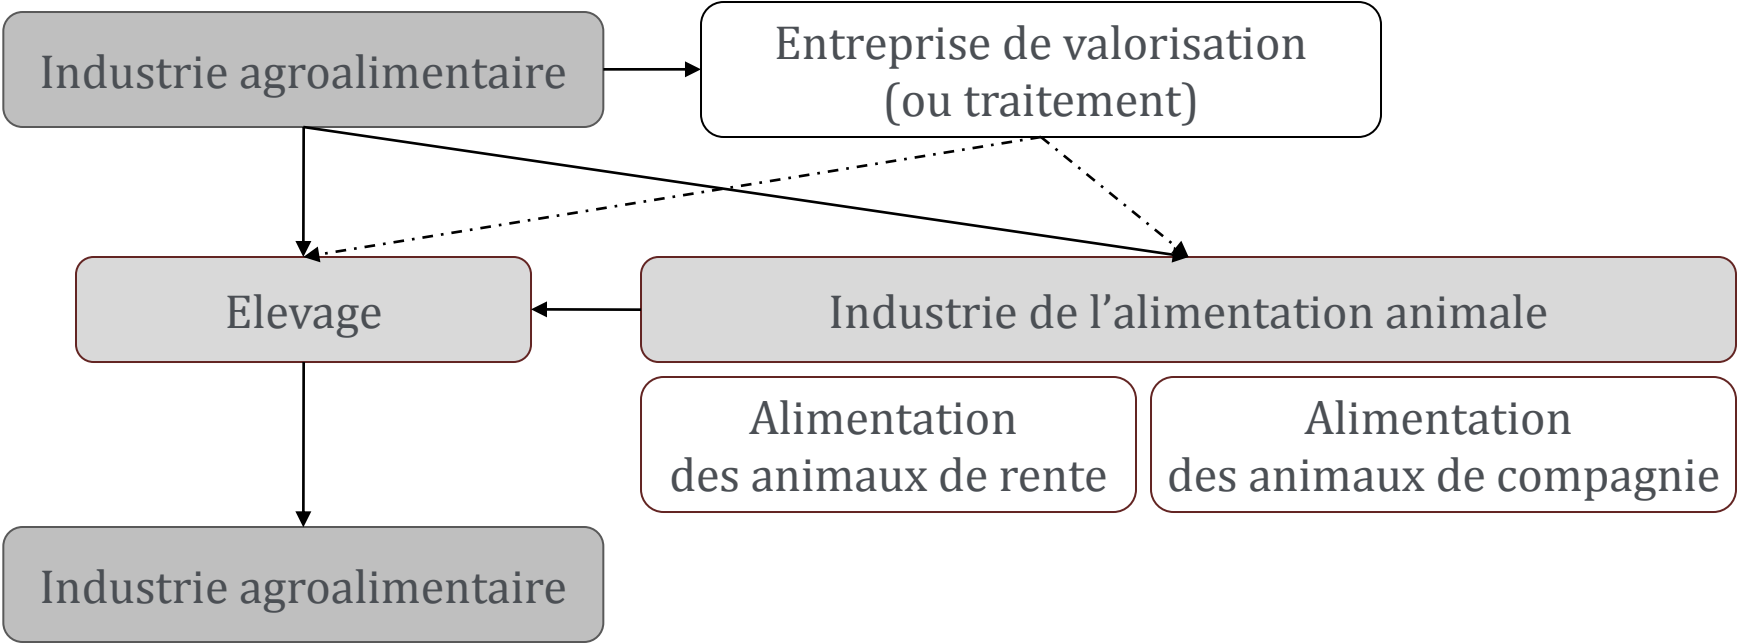 Industrie agroalimentaire
Entreprise de valorisation
(ou traitement)
Elevage
Industrie de l’alimentation animale
Alimentation
des animaux de rente
Alimentation
des animaux de compagnie
Industrie agroalimentaire